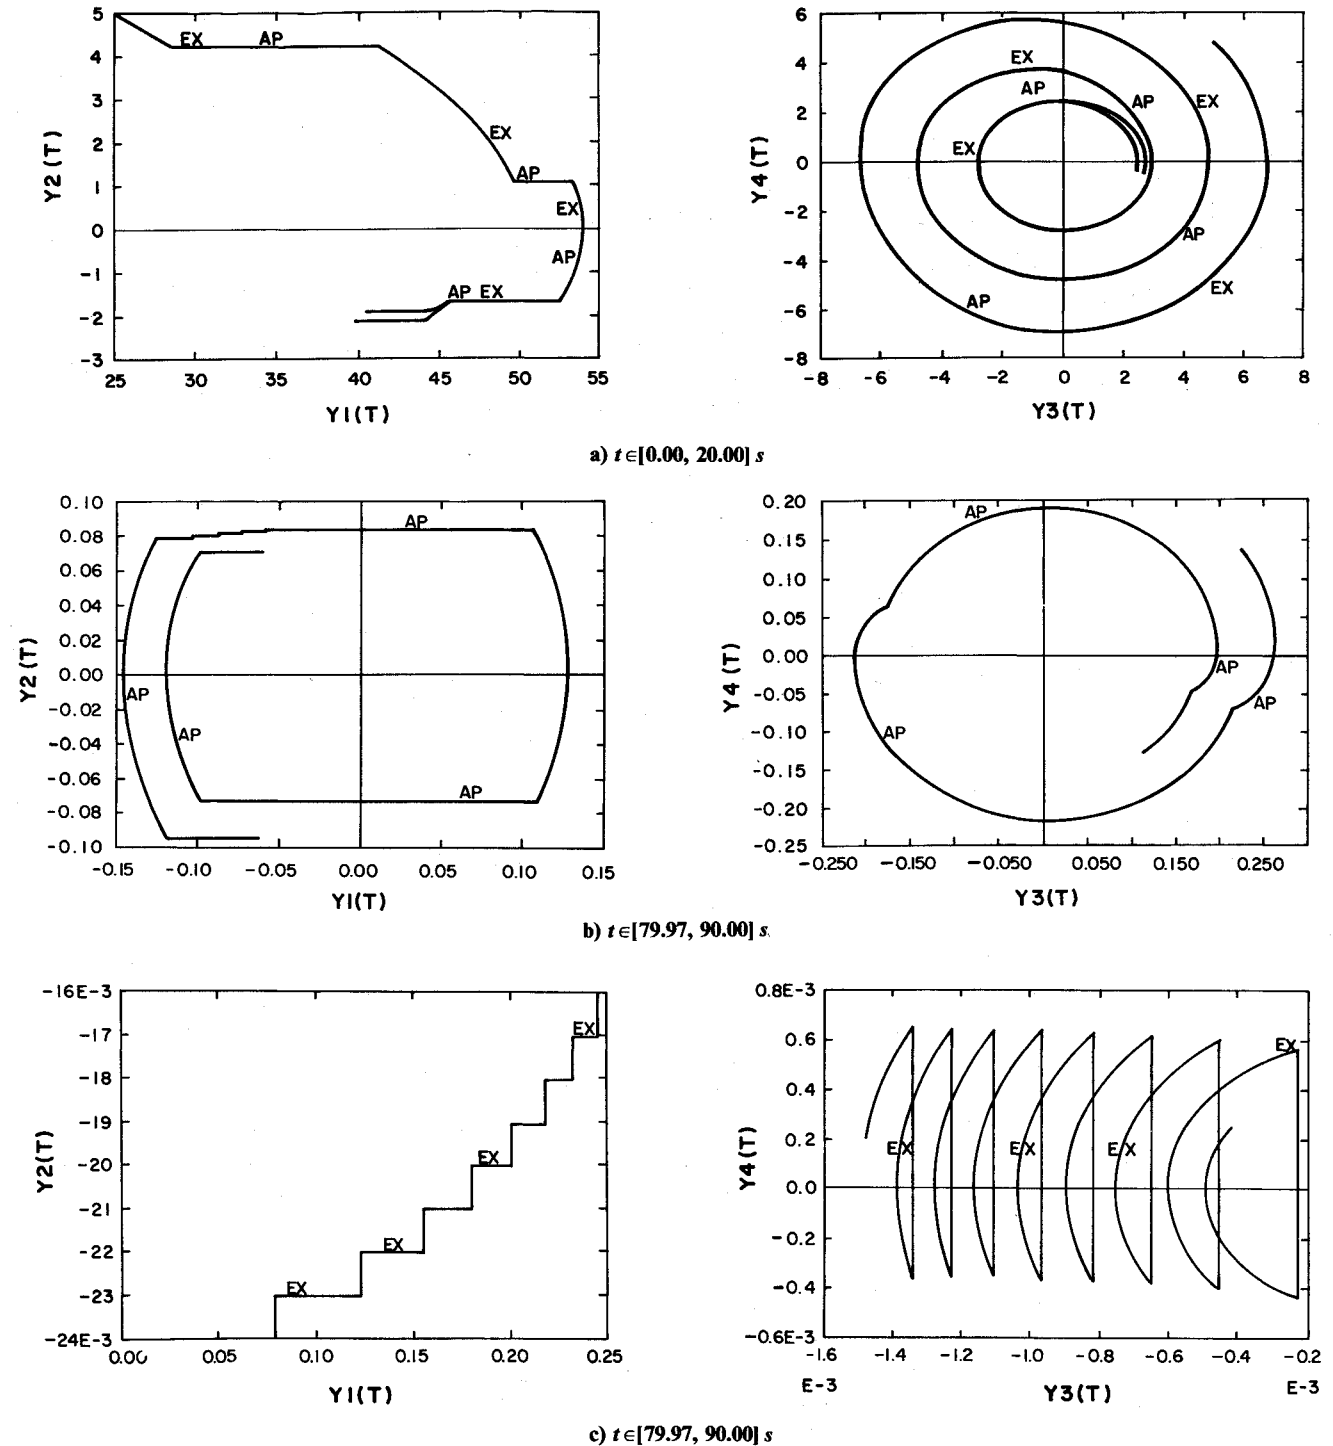 5
4
3
2
1
0
-1
-2
-3
25
30
35
40
45
50
55
EX
AP
EX
AP
EX
AP
AP EX
Y2(T)
Y1(T)
6
4
2
0
-2
-4
-6
-8
-8
-6
-4
-2
0
2
4
6
8
EX
AP
AP
EX
EX
AP
AP
EX
Y4(T)
Y3(T)
a) t∈[0.00, 20.00] s
0.10
0.08
0.06
0.04
0.02
0.00
-0.02
-0.04
-0.06
-0.08
-0.10
-0.15
-0.10
-0.05
0.00
0.05
0.10
0.15
AP
AP
AP
AP
Y2(T)
Y1(T)
0.20
0.15
0.10
0.05
0.00
-0.05
-0.10
-0.15
-0.20
-0.25
-0.250
-0.150
-0.050
0.050
0.150
0.250
AP
AP
AP
AP
Y4(T)
Y3(T)
b) t∈[79.97, 90.00] s
-16E-3
-17
-18
-19
-20
-21
-22
-23
-24E-3
0.00
0.05
0.10
0.15
0.20
0.25
EX
EX
EX
EX
Y2(T)
Y1(T)
0.8E-3
0.6
0.4
0.2
0.0
-0.2
-0.4
-0.6E-3
-1.6
-1.4
-1.2
-1.0
-0.8
-0.6
-0.4
-0.2
E-3
E-3
EX
EX
EX
EX
Y4(T)
Y3(T)
c) t∈[79.97, 90.00] s